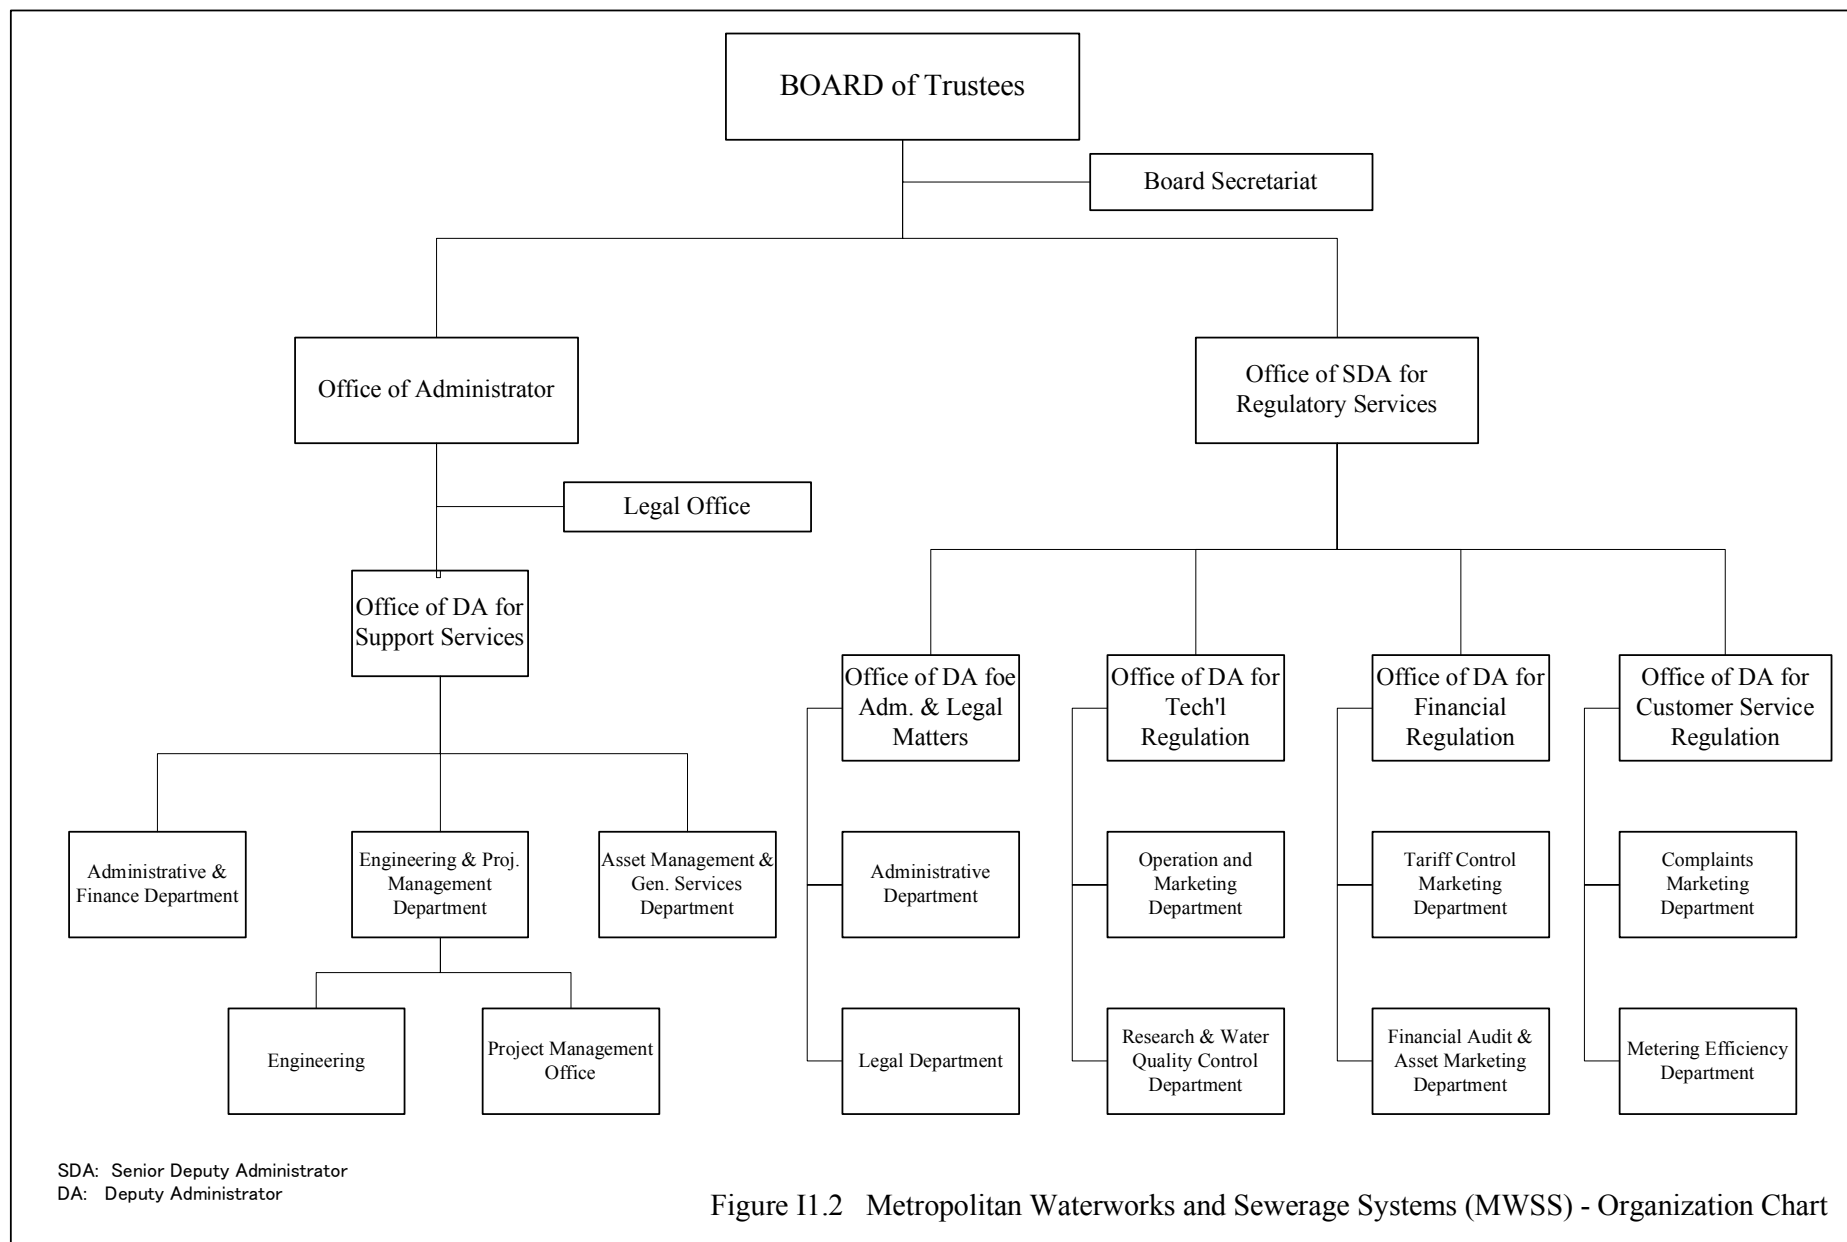 BOARD of Trustees
Board Secretariat
Office of Administrator
Office of SDA for
Regulatory Services
Legal Office
Office of DA for
Support Services
Office of DA foe
Adm. & Legal
Matters
Office of DA for
Tech'l
Regulation
Office of DA for
Financial
Regulation
Office of DA for
Customer Service
Regulation
Administrative &
Finance Department
Engineering & Proj.
Management
Department
Asset Management &
Gen. Services
Department
Administrative
Department
Operation and
Marketing
Department
Tariff Control
Marketing
Department
Complaints
Marketing
Department
Engineering
Project Management
Office
Legal Department
Research & Water
Quality Control
Department
Financial Audit &
Asset Marketing
Department
Metering Efficiency
Department
SDA: Senior Deputy Administrator
DA: Deputy Administrator
Figure I1.2 Metropolitan Waterworks and Sewerage Systems (MWSS) - Organization Chart